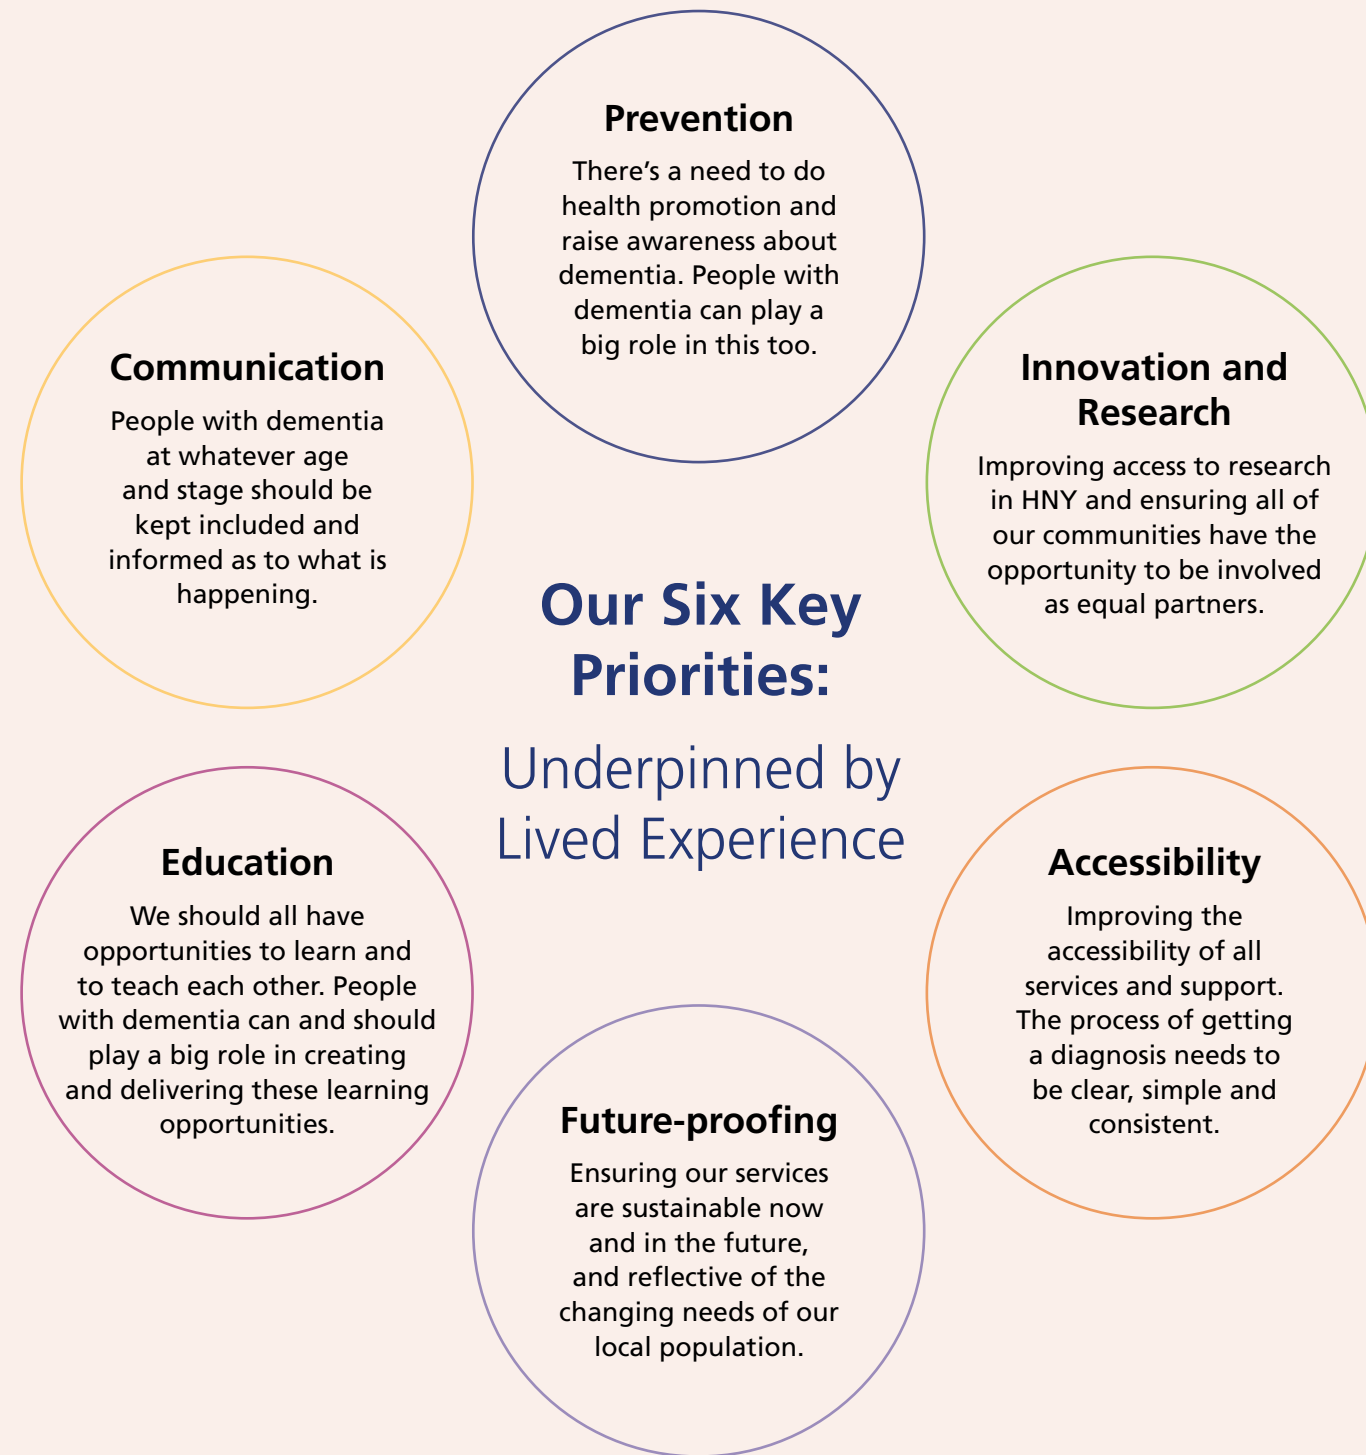 Prevention
There’s a need to do
health promotion and
raise awareness about
dementia. People with
dementia can play a
big role in this too.
Communication
People with dementia
at whatever age
and stage should be
kept included and
informed as to what is
happening.
Innovation and
Research
Improving access to research
in HNY and ensuring all of
our communities have the
opportunity to be involved
as equal partners.
Our Six Key
Priorities:
Underpinned by
Lived Experience
Education
We should all have
opportunities to learn and
to teach each other. People
with dementia can and should
play a big role in creating
and delivering these learning
opportunities.
Accessibility
Improving the
accessibility of all
services and support.
The process of getting
a diagnosis needs to
be clear, simple and
consistent.
Future-proofing
Ensuring our services
are sustainable now
and in the future,
and reflective of the
changing needs of our
local population.